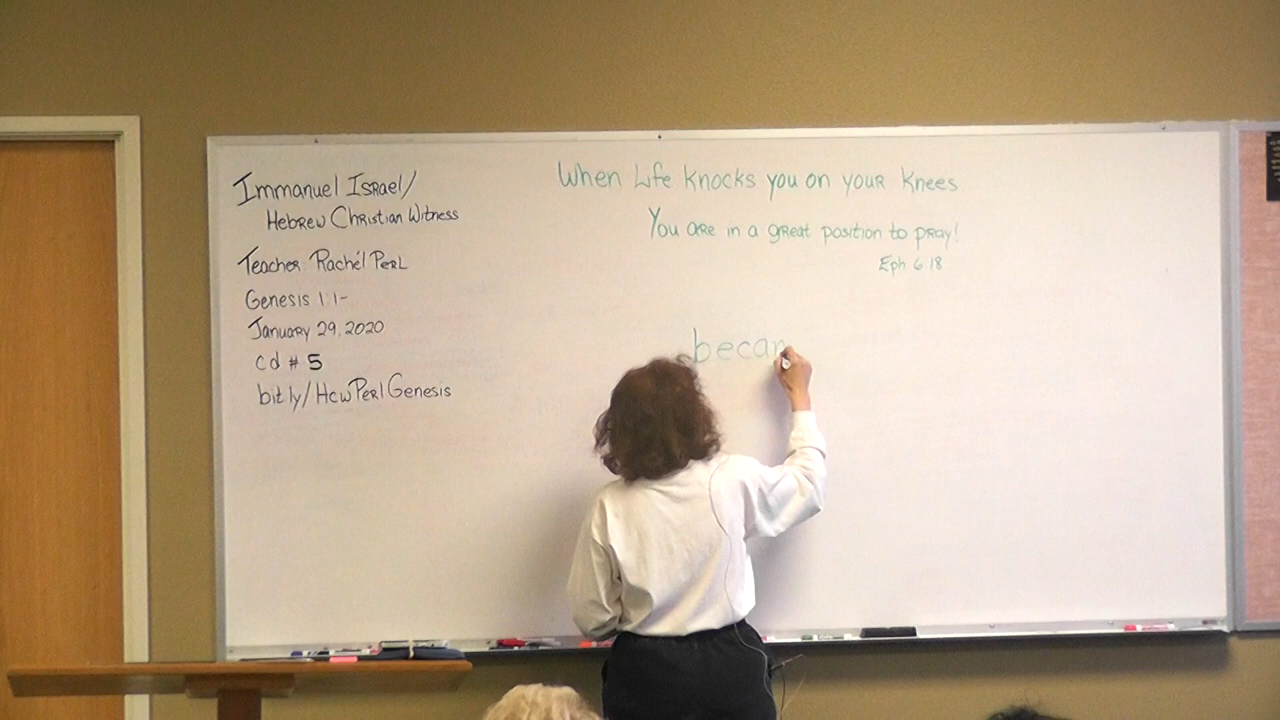 Immanuel Israel/
Hebrew Christian Witness
Teacher Rachél Perl
Genesis 1:1-
January 29, 2020
cd # 5
bit.ly/HcwPerlGenesis
When Life Knocks you on your Knees
You are in a great position to pray!
Eph 6:18
becam